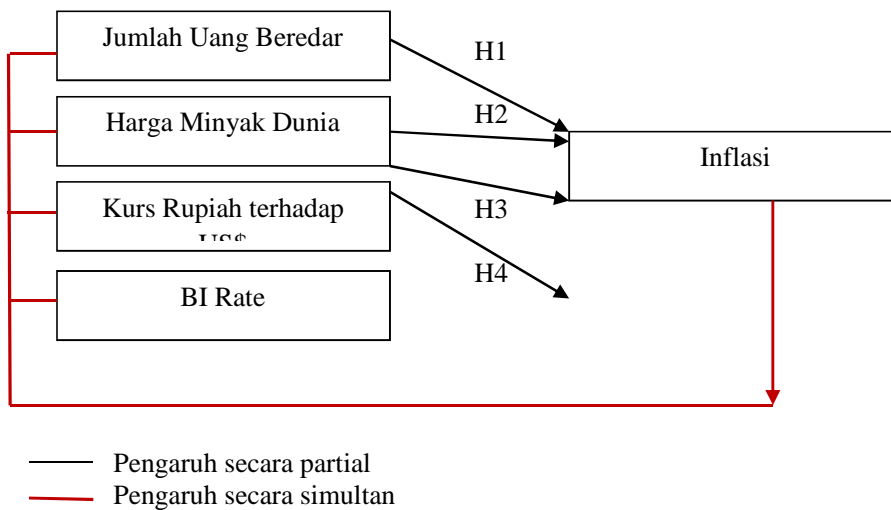 Jumlah Uang Beredar
H1
Harga Minyak Dunia
H2
Inflasi
Kurs Rupiah terhadap
US$
H3
H4
BI Rate
Pengaruh secara partial
Pengaruh secara simultan